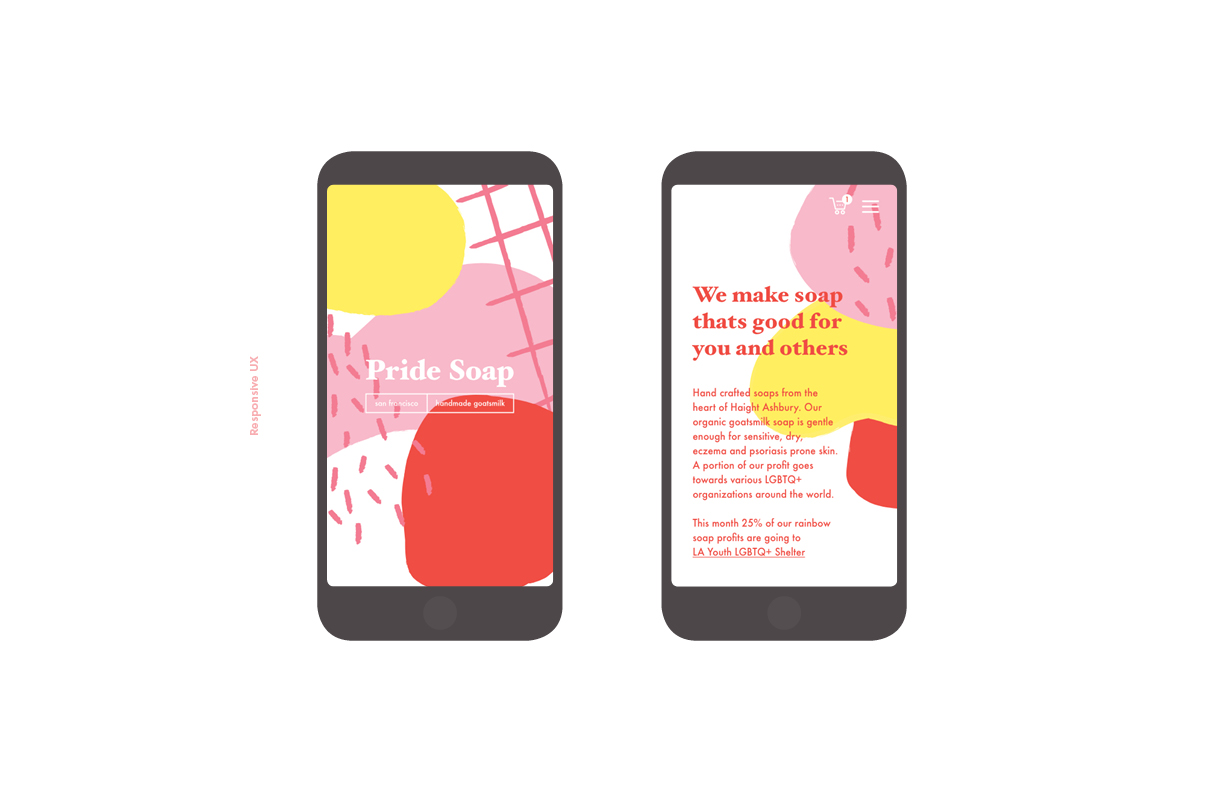 Responsive UX
Pride Soap
san francisco
handmade goatsmilk
1
We make soap
thats good for
you and others
Hand crafted soaps from the
heart of Haight Ashbury. Our
organic goatsmilk soap is gentle
enough for sensitive, dry,
eczema and psoriasis prone skin.
A portion of our profit goes
towards various LGBTQ+
organizations around the world.
This month 25% of our rainbow
soap profits are going to
LA Youth LGBTQ+ Shelter